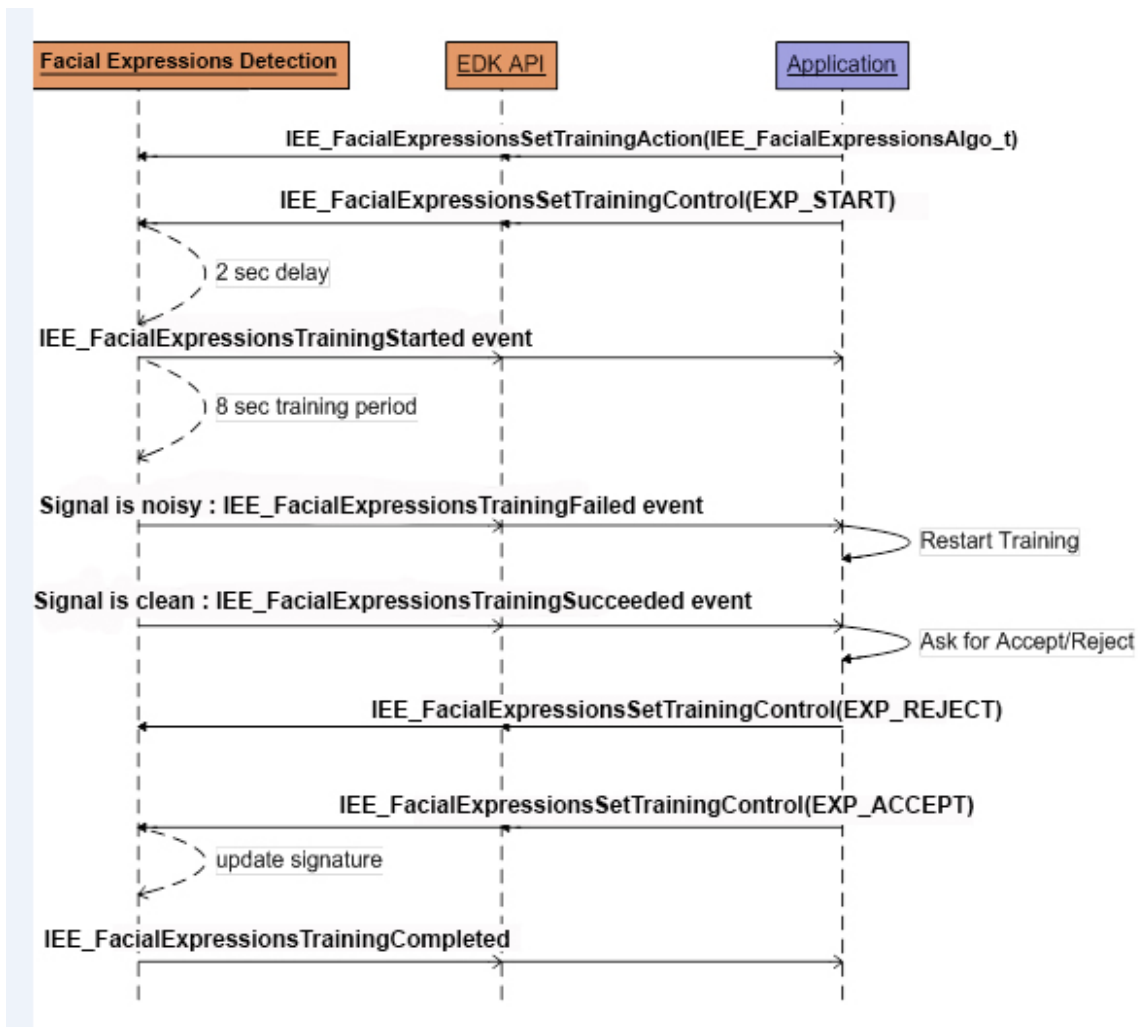 Facial Expressions Detection
EDK API
Application
IEE_FacialExpressionsSetTrainingAction(IEE_FacialExpressionsAlgo_t)
IEE_FacialExpressionsSetTrainingControl(EXP_START)
2 sec delay
IEE_FacialExpressionsTrainingStarted event
8 sec training period
Signal is noisy : IEE_FacialExpressionsTrainingFailed event
Restart Training
Signal is clean : IEE_FacialExpressionsTrainingSucceeded event
Ask for Accept/Reject
IEE_FacialExpressionsSetTrainingControl(EXP_REJECT)
IEE_FacialExpressionsSetTrainingControl(EXP_ACCEPT)
update signature
IEE_FacialExpressionsTrainingCompleted